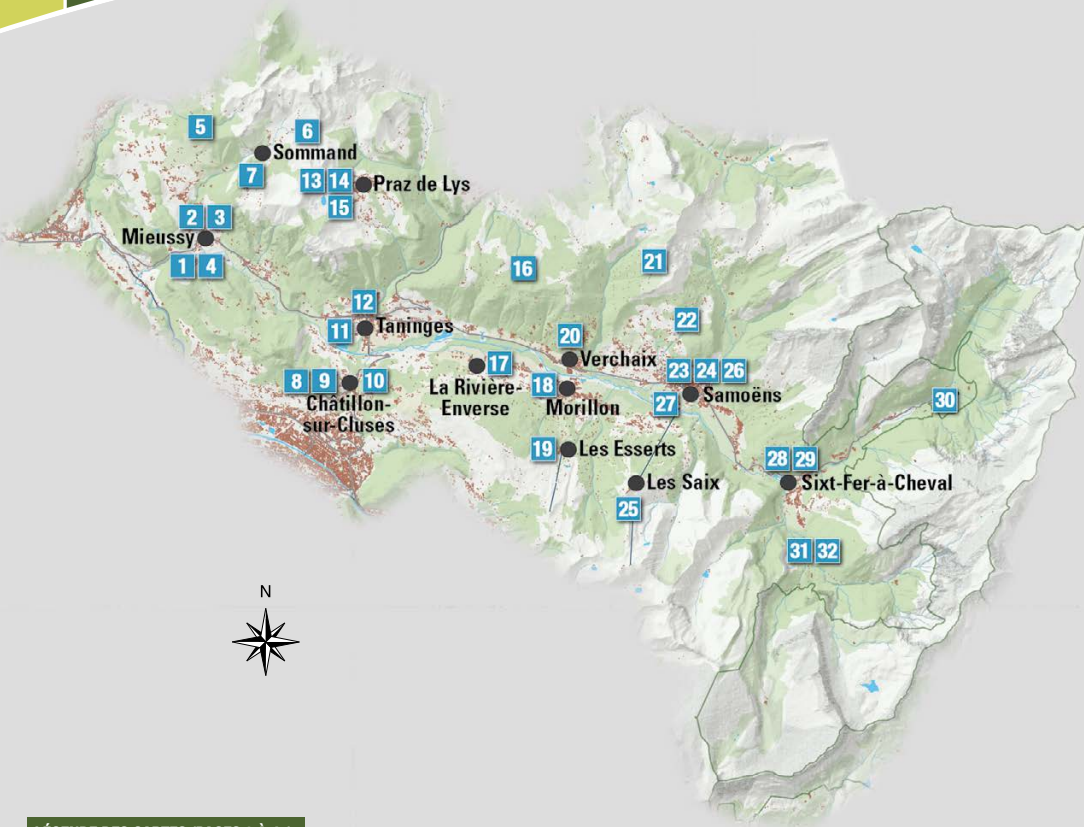 5
6
Sommand
7
13 14 Praz de Lys
15
2 3
Mieussy
1 4
16
21
12
11 Taninges
22
20
Verchaix
17
La Rivière-
Enverse
8 9 10
Châtillon-
sur-Cluses
18
Morillon
23 24 26
Samoëns
27
30
19 Les Esserts
28 29
Les Saix
Sixt-Fer-à-Cheval
25
31 32
N